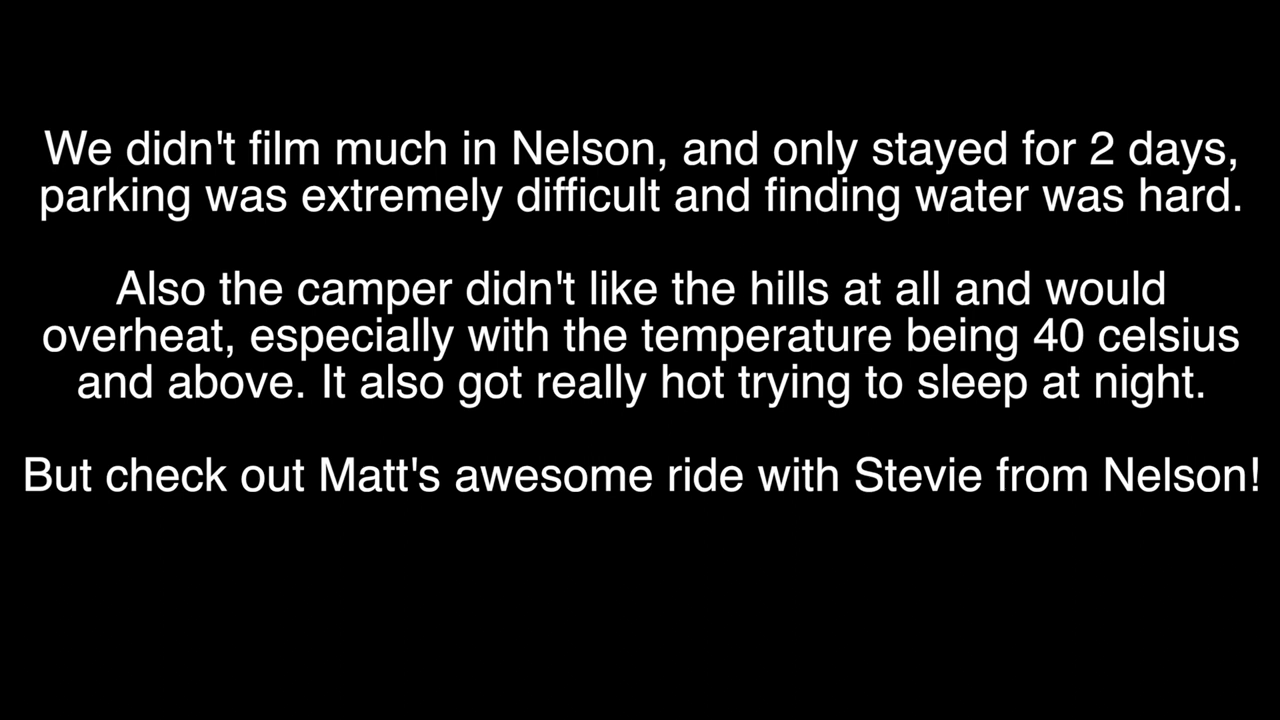 We didn't film much in Nelson, and only stayed for 2 days,
parking was extremely difficult and finding water was hard.
Also the camper didn't like the hills at all and would
overheat, especially with the temperature being 40 celsius
and above. It also got really hot trying to sleep at night.
But check out Matt's awesome ride with Stevie from Nelson!